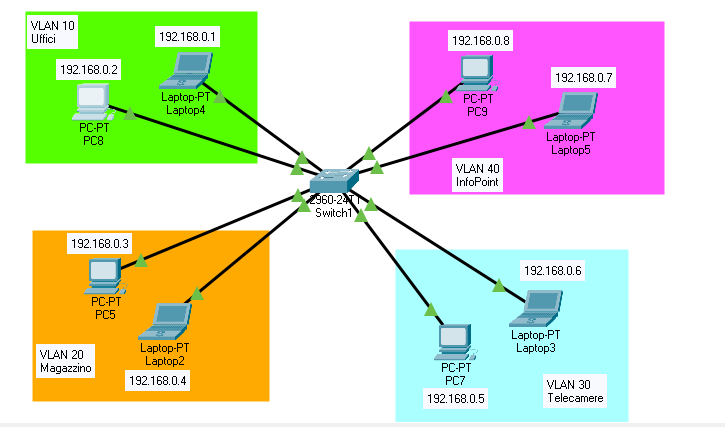 VLAN 10
Uffici
192.168.0.1
192.168.0.2
Laptop-PT
Laptop4
PC-PT
PC8
192.168.0.8
192.168.0.7
PC-PT
PC9
Laptop-PT
Laptop5
VLAN 40
InfoPoint
2960-24TT
Switch1
192.168.0.3
PC-PT
PC5
Laptop-PT
Laptop2
VLAN 20
Magazzino
192.168.0.4
192.168.0.6
Laptop-PT
Laptop3
PC-PT
PC7
192.168.0.5
VLAN 30
Telecamere